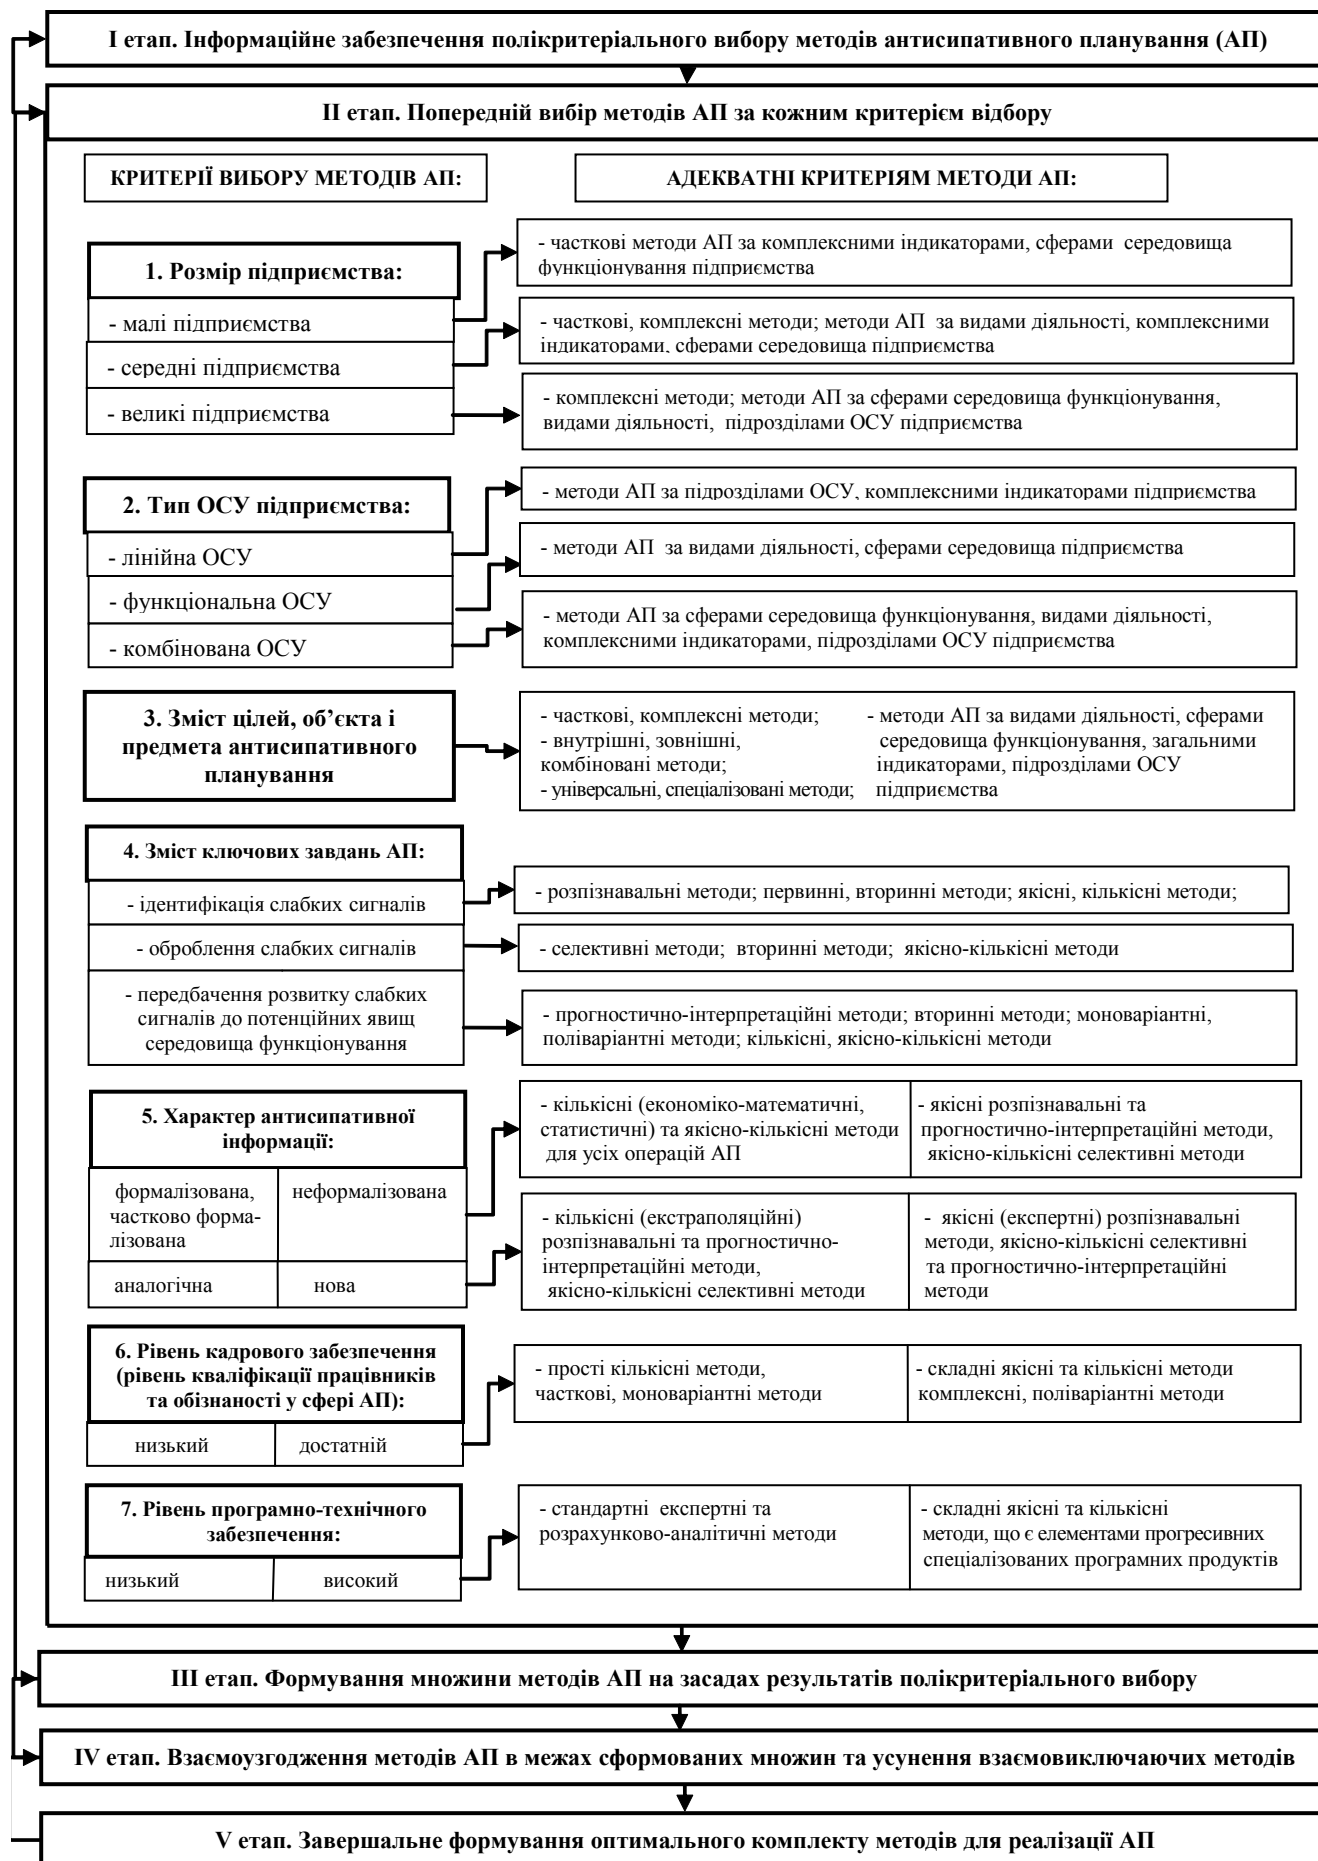 І етап. Інформаційне забезпечення полікритеріального вибору методів антисипативного планування (АП)
ІІ етап. Попередній вибір методів АП за кожним критерієм відбору
КРИТЕРІЇ ВИБОРУ МЕТОДІВ АП:
АДЕКВАТНІ КРИТЕРІЯМ МЕТОДИ АП:
1. Розмір підприємства:
- малі підприємства
- середні підприємства
- великі підприємства
- часткові методи АП за комплексними індикаторами, сферами середовища
функціонування підприємства
- часткові, комплексні методи; методи АП за видами діяльності, комплексними
індикаторами, сферами середовища підприємства
- комплексні методи; методи АП за сферами середовища функціонування,
видами діяльності, підрозділами ОСУ підприємства
2. Тип ОСУ підприємства:
- лінійна ОСУ
- функціональна ОСУ
- комбінована ОСУ
- методи АП за підрозділами ОСУ, комплексними індикаторами підприємства
- методи АП за видами діяльності, сферами середовища підприємства
- методи АП за сферами середовища функціонування, видами діяльності,
комплексними індикаторами, підрозділами ОСУ підприємства
3. Зміст цілей, об’єкта і
предмета антисипативного
планування
- часткові, комплексні методи;
- внутрішні, зовнішні,
комбіновані методи;
- універсальні, спеціалізовані методи;
- методи АП за видами діяльності, сферами
середовища функціонування, загальними
індикаторами, підрозділами ОСУ
підприємства
4. Зміст ключових завдань АП:
- ідентифікація слабких сигналів
- оброблення слабких сигналів
- передбачення розвитку слабких
сигналів до потенційних явищ
середовища функціонування
- розпізнавальні методи; первинні, вторинні методи; якісні, кількісні методи;
- селективні методи; вторинні методи; якісно-кількісні методи
- прогностично-інтерпретаційні методи; вторинні методи; моноваріантні,
поліваріантні методи; кількісні, якісно-кількісні методи
5. Характер антисипативної
інформації:
формалізована,
частково форма-
лізована
неформалізована
аналогічна
нова
- кількісні (економіко-математичні,
статистичні) та якісно-кількісні методи
для усіх операцій АП
- якісні розпізнавальні та
прогностично-інтерпретаційні методи,
якісно-кількісні селективні методи
- кількісні (екстраполяційні)
розпізнавальні та прогностично-
інтерпретаційні методи,
якісно-кількісні селективні методи
- якісні (експертні) розпізнавальні
методи, якісно-кількісні селективні
та прогностично-інтерпретаційні
методи
6. Рівень кадрового забезпечення
(рівень кваліфікації працівників
та обізнаності у сфері АП):
низький
достатній
- прості кількісні методи,
часткові, моноваріантні методи
- складні якісні та кількісні методи
комплексні, поліваріантні методи
7. Рівень програмно-технічного
забезпечення:
низький
високий
- стандартні експертні та
розрахунково-аналітичні методи
- складні якісні та кількісні
методи, що є елементами прогресивних
спеціалізованих програмних продуктів
ІІІ етап. Формування множини методів АП на засадах результатів полікритеріального вибору
IV етап. Взаємоузгодження методів АП в межах сформованих множин та усунення взаємовиключаючих методів
V етап. Завершальне формування оптимального комплекту методів для реалізації АП